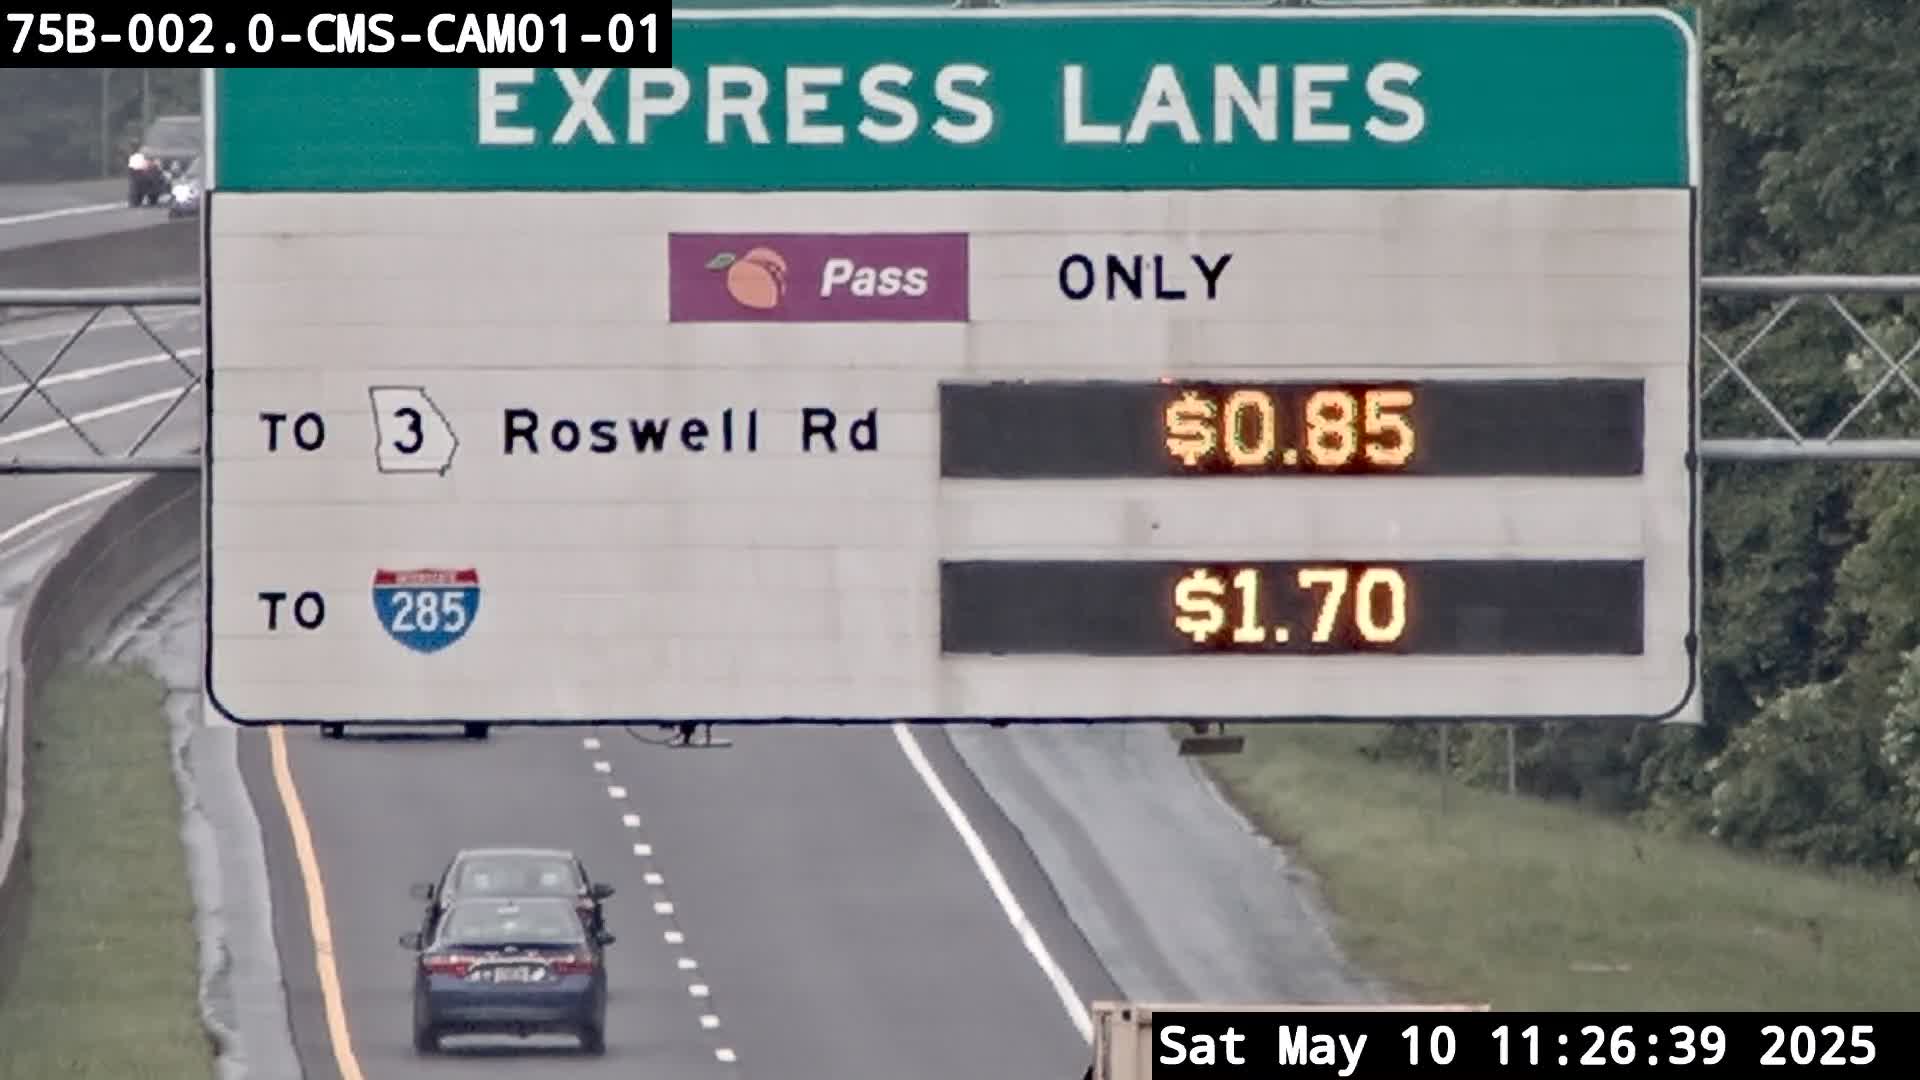 75B-002.0-CMS-CAM01-01
EXPRESS LANES
Pass ONLY
TO 3 Roswell Rd $0.85
TO 285 $1.70
Sat May 10 11:26:39 2025